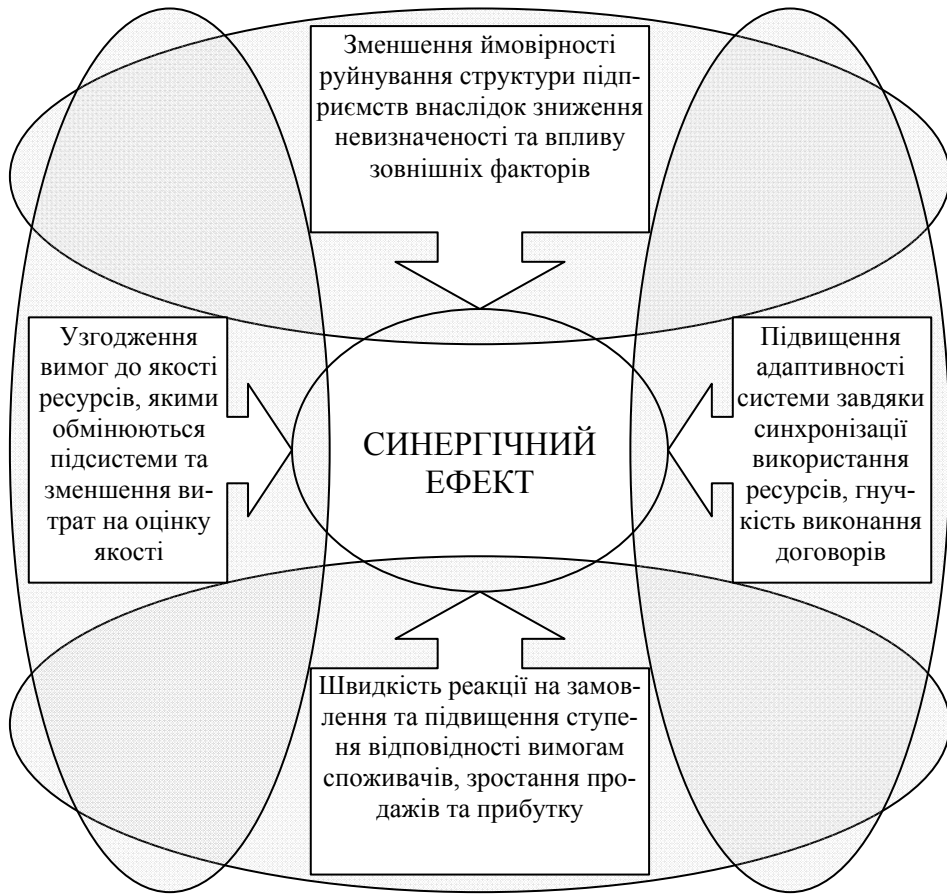 Зменшення ймовірності
руйнування структури підп-
риємств внаслідок зниження
невизначеності та впливу
зовнішніх факторів
Узгодження
вимог до якості
ресурсів, якими
обмінюються
підсистеми та
зменшення ви-
трат на оцінку
якості
СИНЕРГІЧНИЙ
ЕФЕКТ
Підвищення
адаптивності
системи завдяки
синхронізації
використання
ресурсів, гнуч-
кість виконання
договорів
Швидкість реакції на замов-
лення та підвищення ступе-
ня відповідності вимогам
споживачів, зростання про-
дажів та прибутку